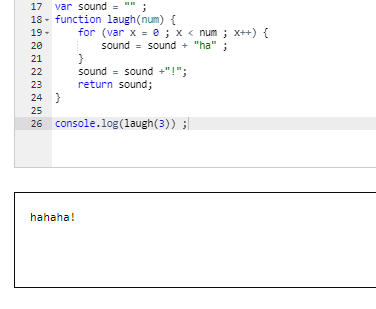 17 var sound = "" ;
18 function laugh(num) {
19 for (var x = 0 ; x < num ; x++) {
20 sound = sound + "ha" ;
21 }
22 sound = sound +"!";
23 return sound;
24 }
25
26 console.log(laugh(3)) ;
hahaha!